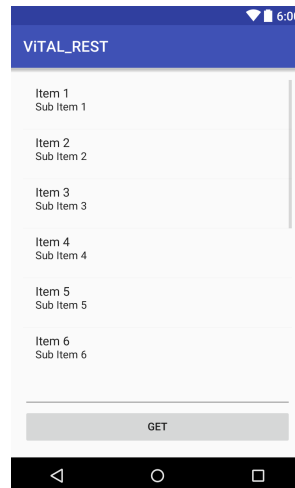 6:00
ViTAL_REST
Item 1
Sub Item 1
Item 2
Sub Item 2
Item 3
Sub Item 3
Item 4
Sub Item 4
Item 5
Sub Item 5
Item 6
Sub Item 6
GET